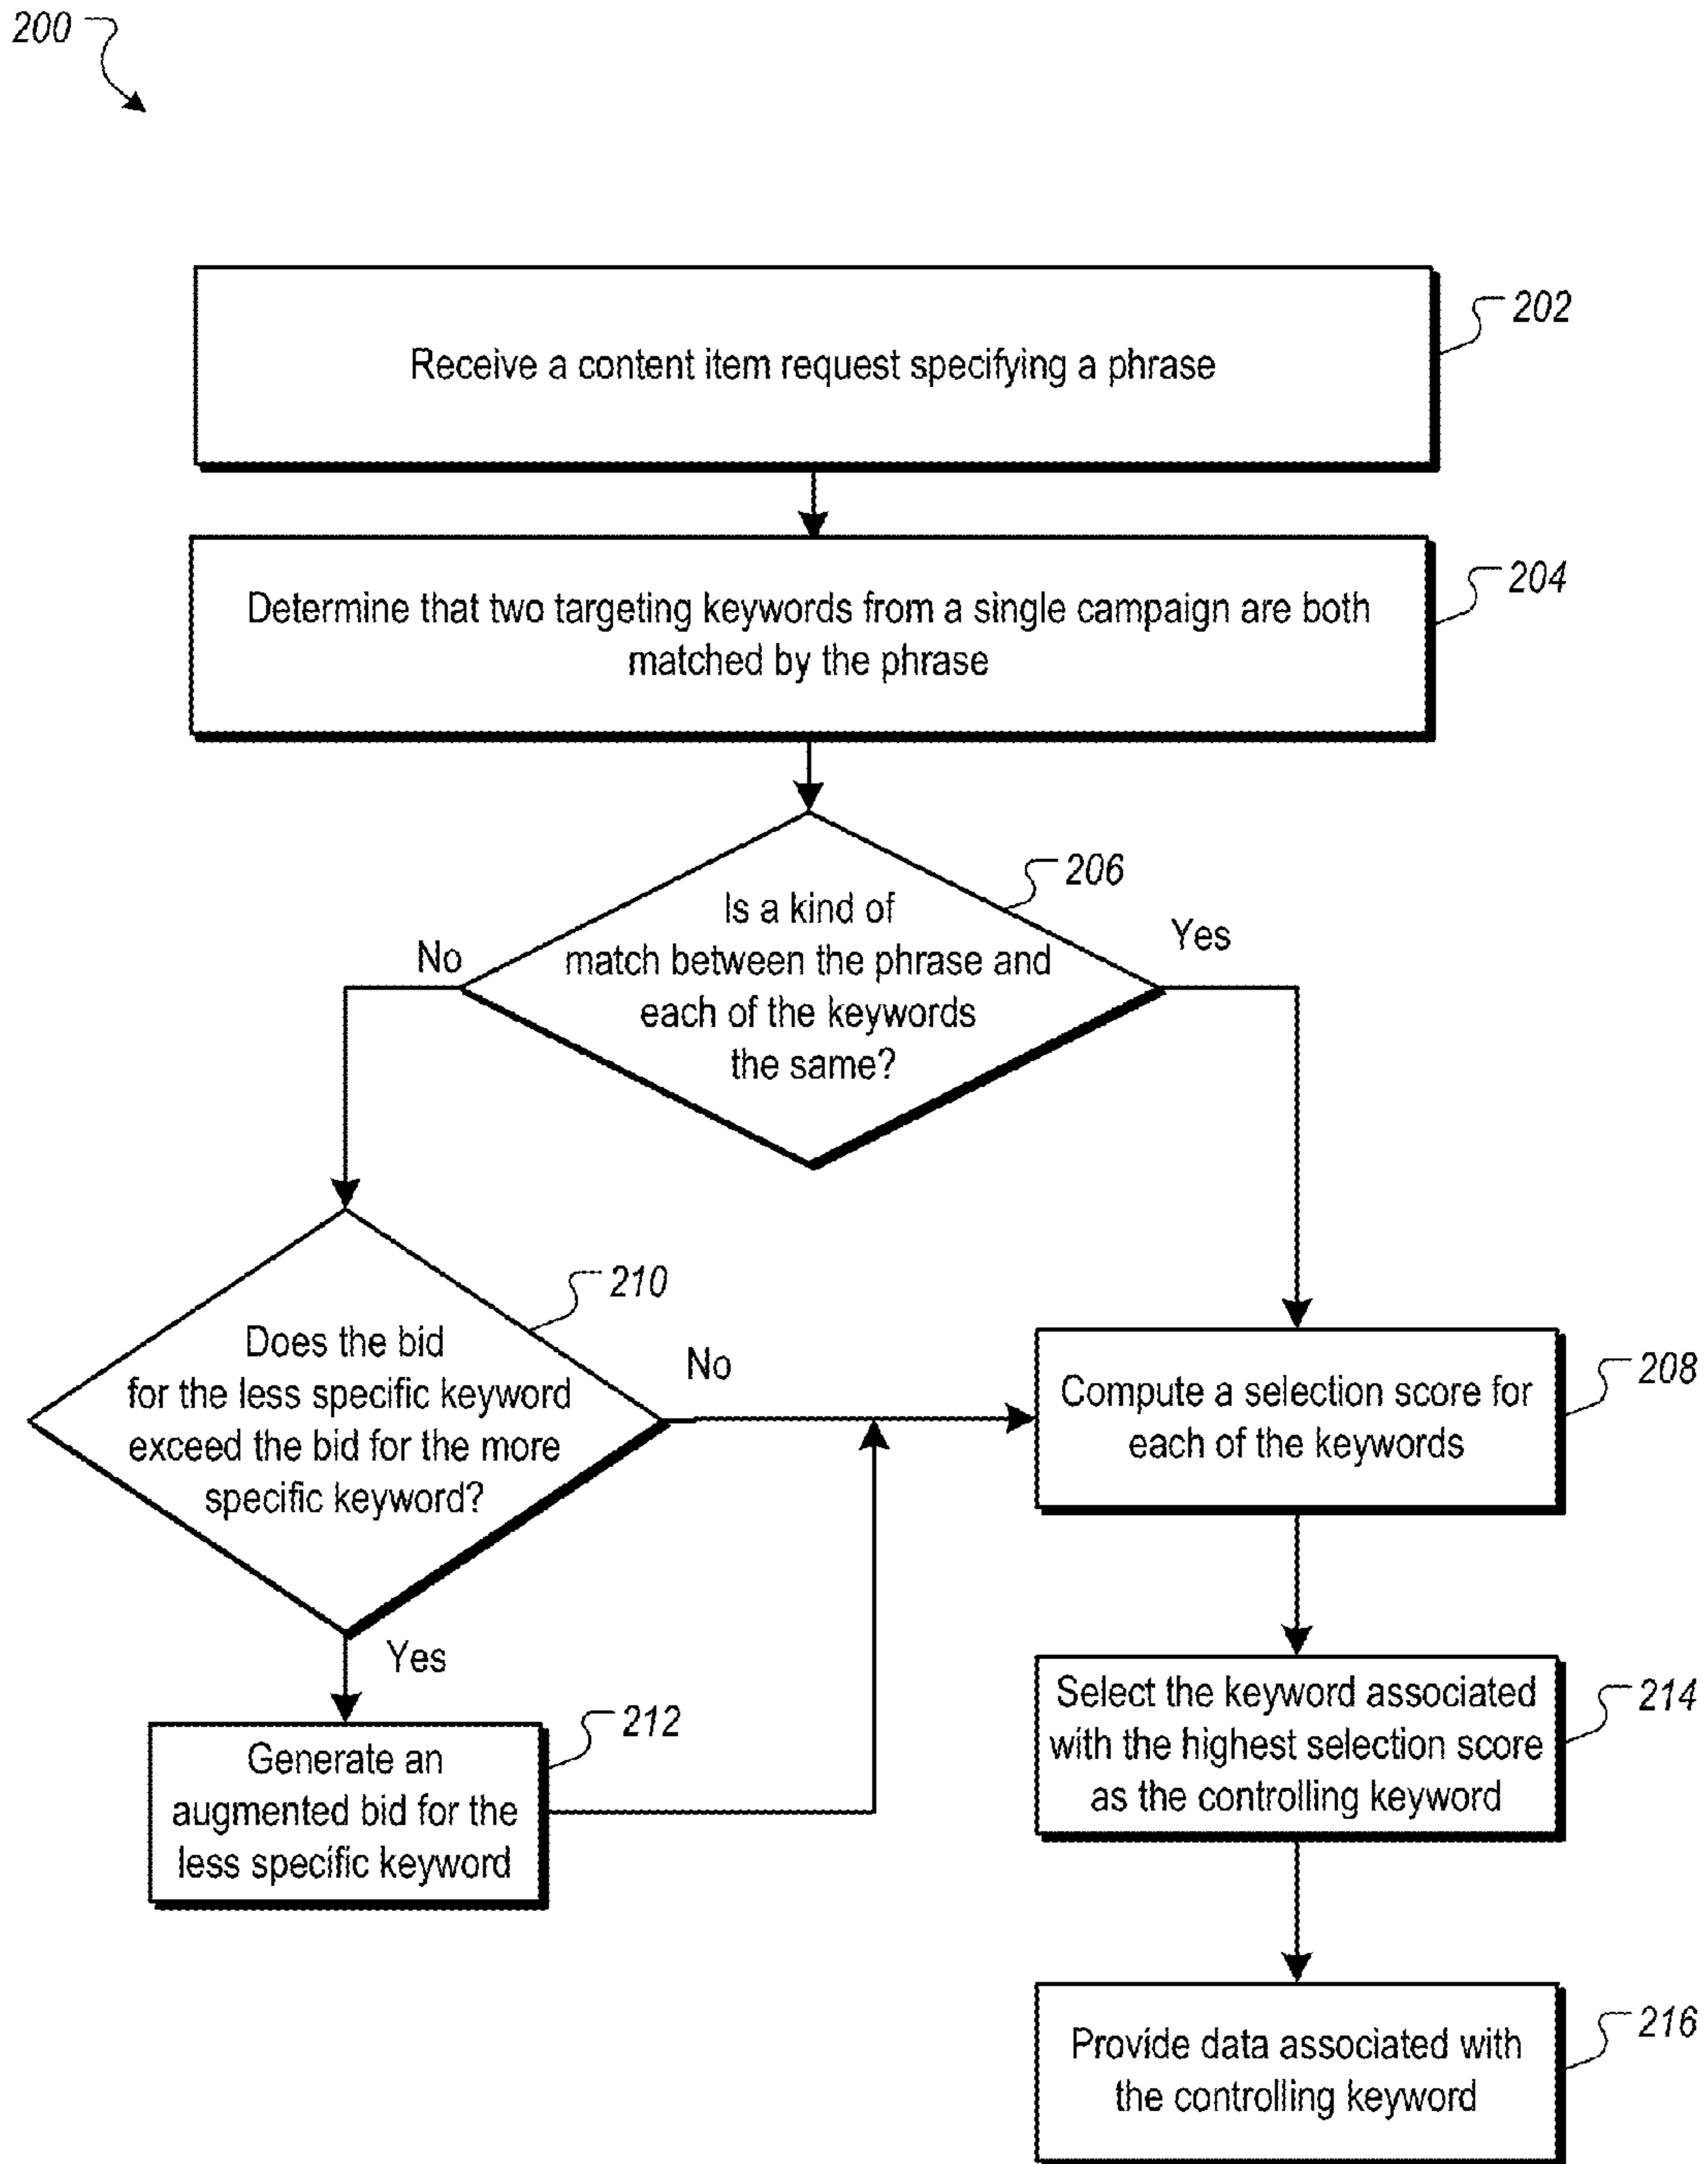 200
Receive a content item request specifying a phrase
202
Determine that two targeting keywords from a single campaign are both
matched by the phrase
204
Is a kind of
match between the phrase and
each of the keywords
the same?
206
No
Yes
Does the bid
for the less specific keyword
exceed the bid for the more
specific keyword?
210
No
Yes
Compute a selection score for
each of the keywords
208
Generate an
augmented bid for the
less specific keyword
212
Select the keyword associated
with the highest selection score
as the controlling keyword
214
Provide data associated with
the controlling keyword
216